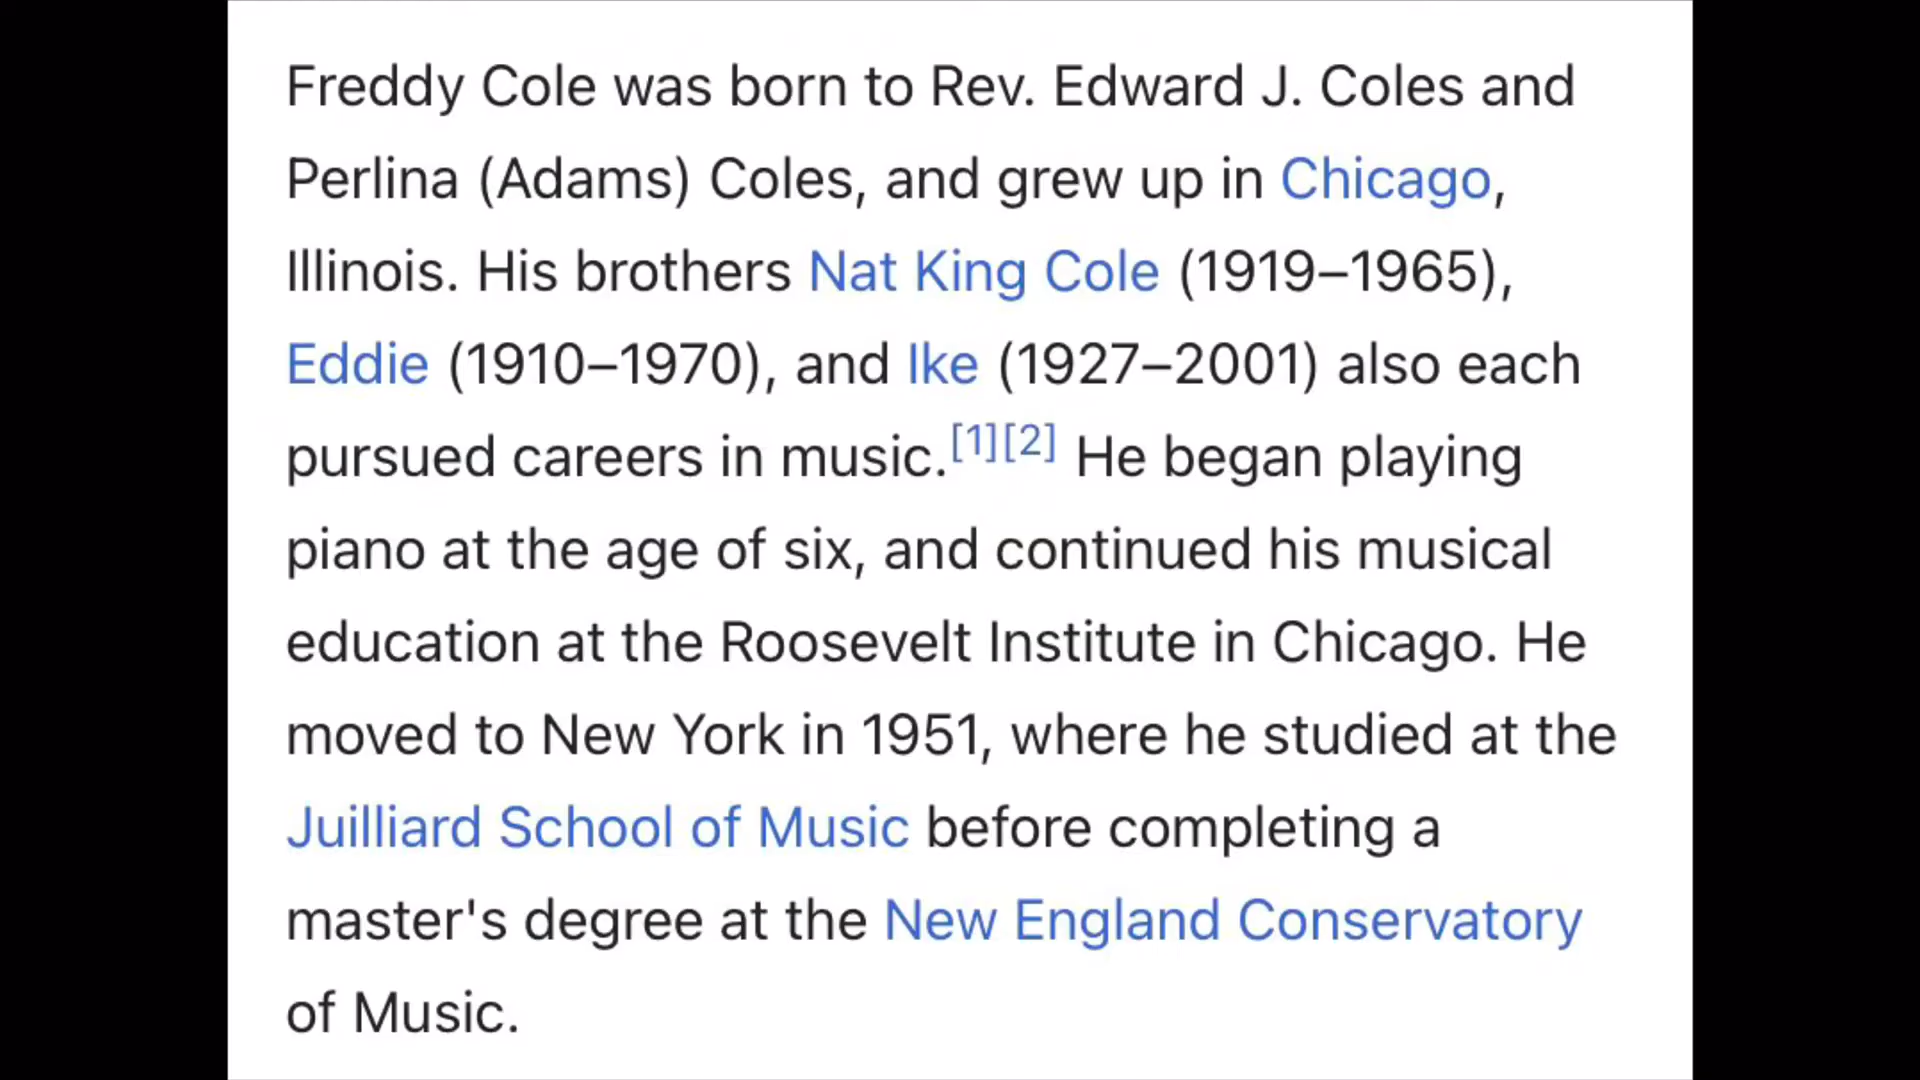 Freddy Cole was born to Rev. Edward J. Coles and
Perlina (Adams) Coles, and grew up in Chicago,
Illinois. His brothers Nat King Cole (1919–1965),
Eddie (1910–1970), and Ike (1927–2001) also each
pursued careers in music.[1][2] He began playing
piano at the age of six, and continued his musical
education at the Roosevelt Institute in Chicago. He
moved to New York in 1951, where he studied at the
Juilliard School of Music before completing a
master's degree at the New England Conservatory
of Music.